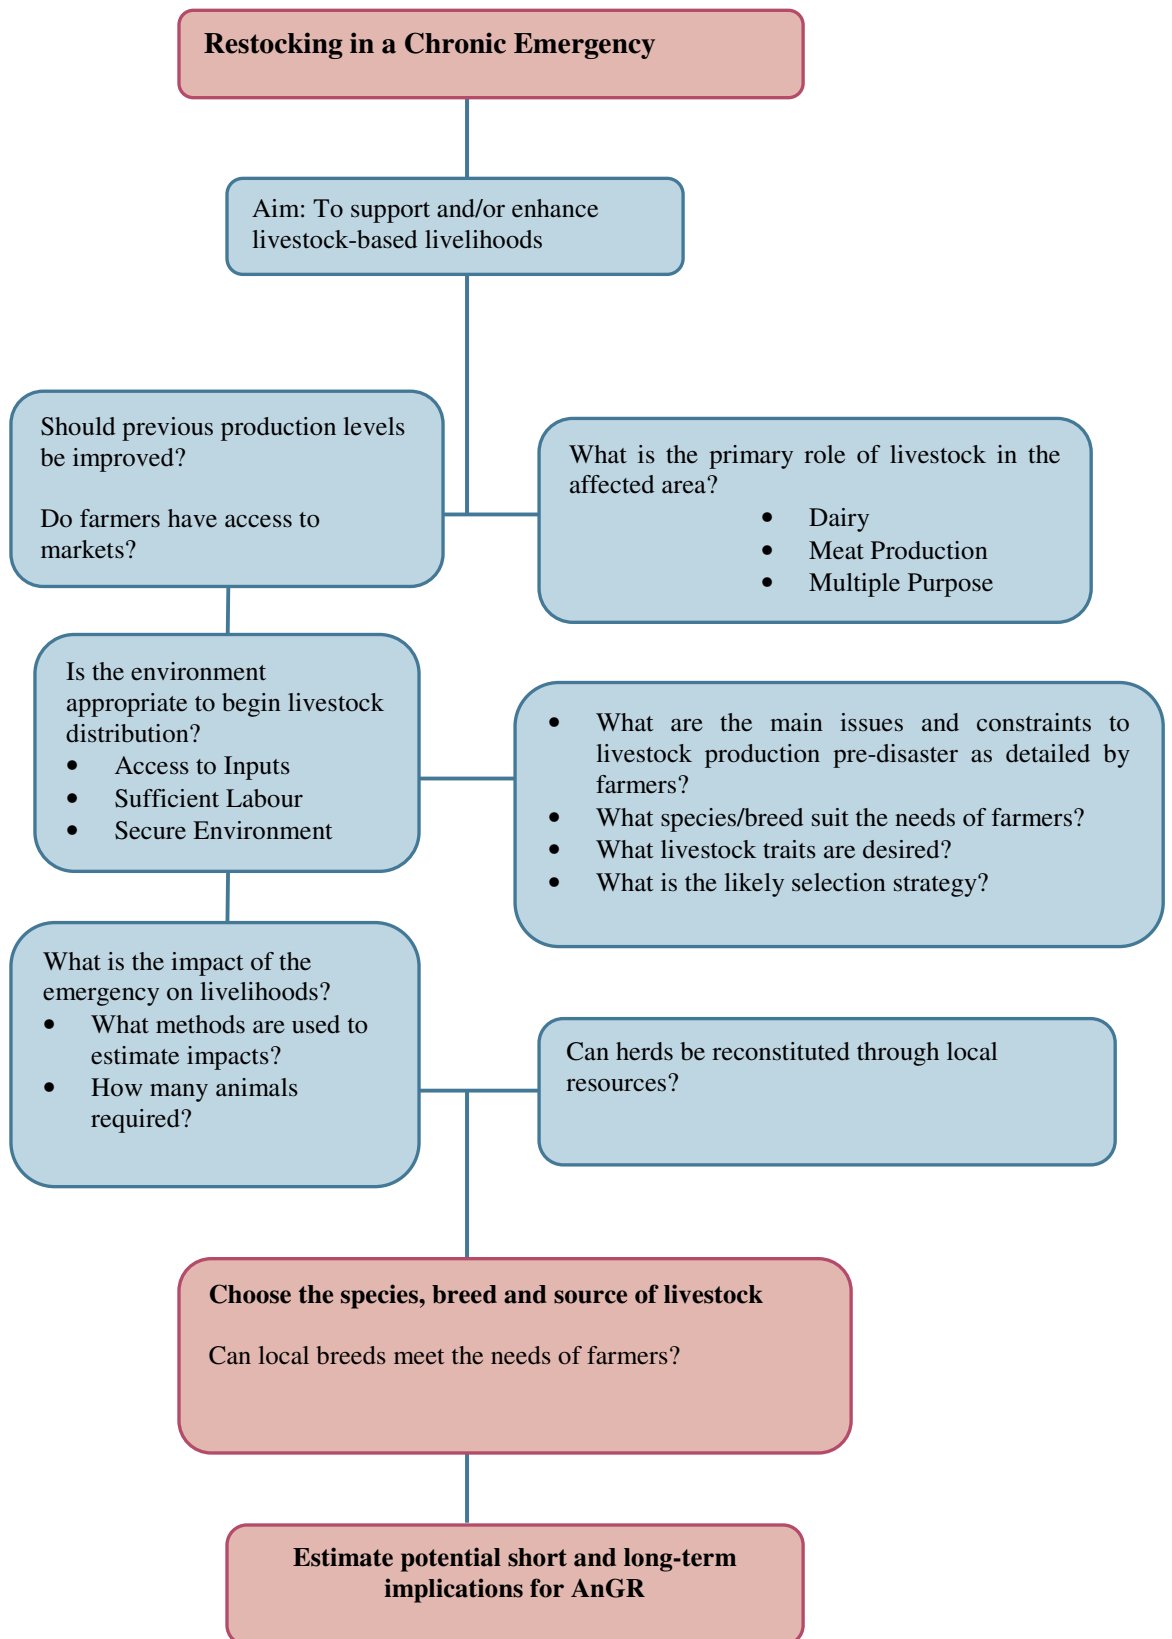 Restocking in a Chronic Emergency
Aim: To support and/or enhance
livestock-based livelihoods
Should previous production levels
be improved?
Do farmers have access to
markets?
What is the primary role of livestock in the
affected area?
• Dairy
• Meat Production
• Multiple Purpose
Is the environment
appropriate to begin livestock
distribution?
• Access to Inputs
• Sufficient Labour
• Secure Environment
• What are the main issues and constraints to
livestock production pre-disaster as detailed by
farmers?
• What species/breed suit the needs of farmers?
• What livestock traits are desired?
• What is the likely selection strategy?
What is the impact of the
emergency on livelihoods?
• What methods are used to
estimate impacts?
• How many animals
required?
Can herds be reconstituted through local
resources?
Choose the species, breed and source of livestock
Can local breeds meet the needs of farmers?
Estimate potential short and long-term
implications for AnGR